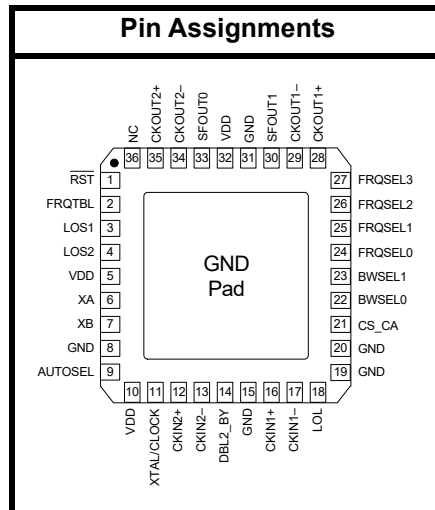 Pin Assignments
NC
CKOUT2+
CKOUT2–
SFOUT0
VDD
GND
SFOUT1
CKOUT1–
CKOUT1+
36 35 34 33 32 31 30 29 28
RST 1
FRQTBL 2
LOS1 3
LOS2 4
VDD 5
XA 6
XB 7
GND 8
AUTOSEL 9
GND
Pad
27 FRQSEL3
26 FRQSEL2
25 FRQSEL1
24 FRQSEL0
23 BWSEL1
22 BWSEL0
21 CS_CA
20 GND
19 GND
10 11 12 13 14 15 16 17 18
VDD
XTAL/CLOCK
CKIN2+
CKIN2–
DBL2_BY
GND
CKIN1+
CKIN1–
LOL